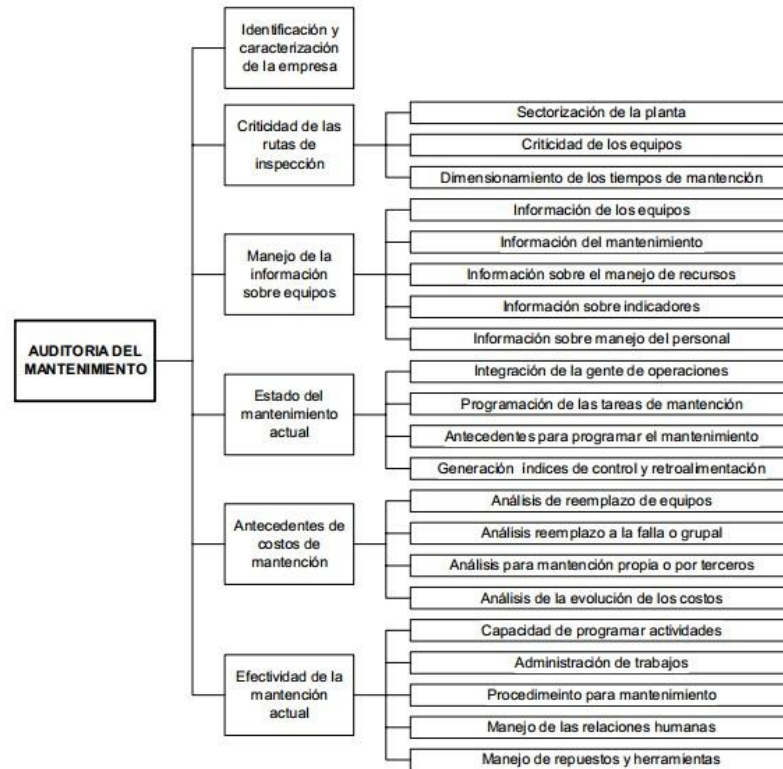 AUDITORIA DEL
MANTENIMIENTO
Identificación y
caracterización
de la empresa
Criticidad de las
rutas de
inspección
Sectorización de la planta
Criticidad de los equipos
Dimensionamiento de los tiempos de mantención
Manejo de la
información
sobre equipos
Información de los equipos
Información del mantenimiento
Información sobre el manejo de recursos
Información sobre indicadores
Información sobre manejo del personal
Estado del
mantenimiento
actual
Integración de la gente de operaciones
Programación de las tareas de mantención
Antecedentes para programar el mantenimiento
Generación índices de control y retroalimentación
Antecedentes de
costos de
mantención
Análisis de reemplazo de equipos
Análisis reemplazo a la falla o grupal
Análisis para mantención propia o por terceros
Análisis de la evolución de los costos
Efectividad de la
mantención
actual
Capacidad de programar actividades
Administración de trabajos
Procedimeinto para mantenimiento
Manejo de las relaciones humanas
Manejo de repuestos y herramientas